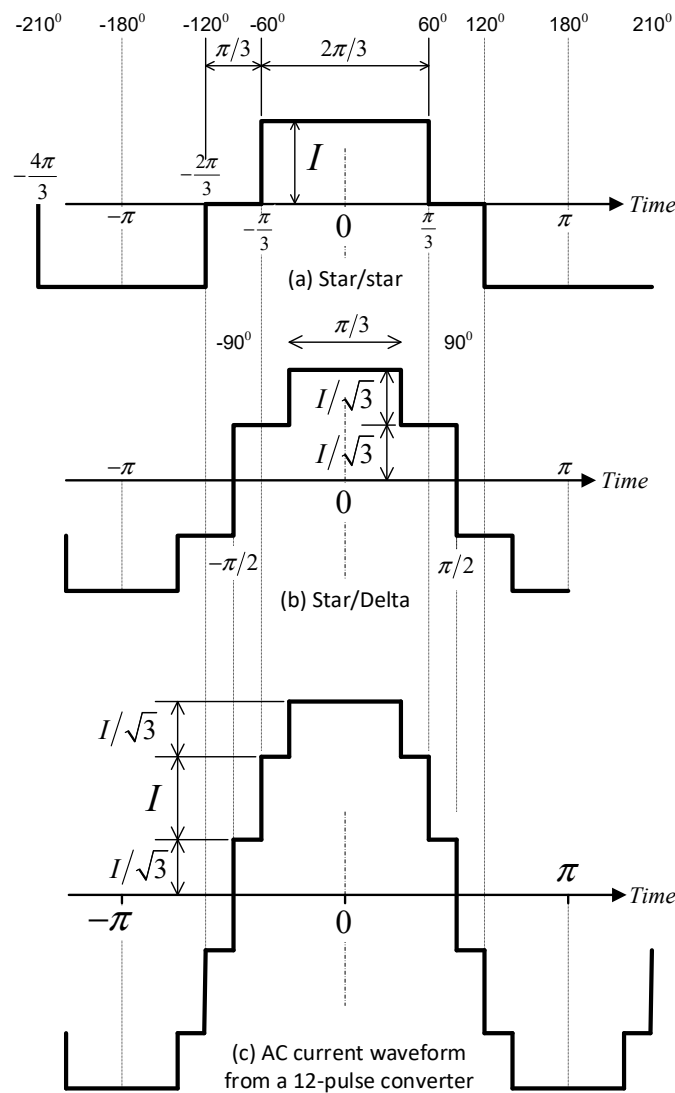 -210⁰ -180⁰ -120⁰ -60⁰ 60⁰ 120⁰ 180⁰ 210⁰
π/3 2π/3
I
-4π/3 -2π/3
-π -π/3 0 π/3 π Time
(a) Star/star
-90⁰ π/3 90⁰
I/√3
I/√3
-π 0 π Time
-π/2 π/2
(b) Star/Delta
I/√3
I
I/√3
-π 0 π Time
(c) AC current waveform
from a 12-pulse converter